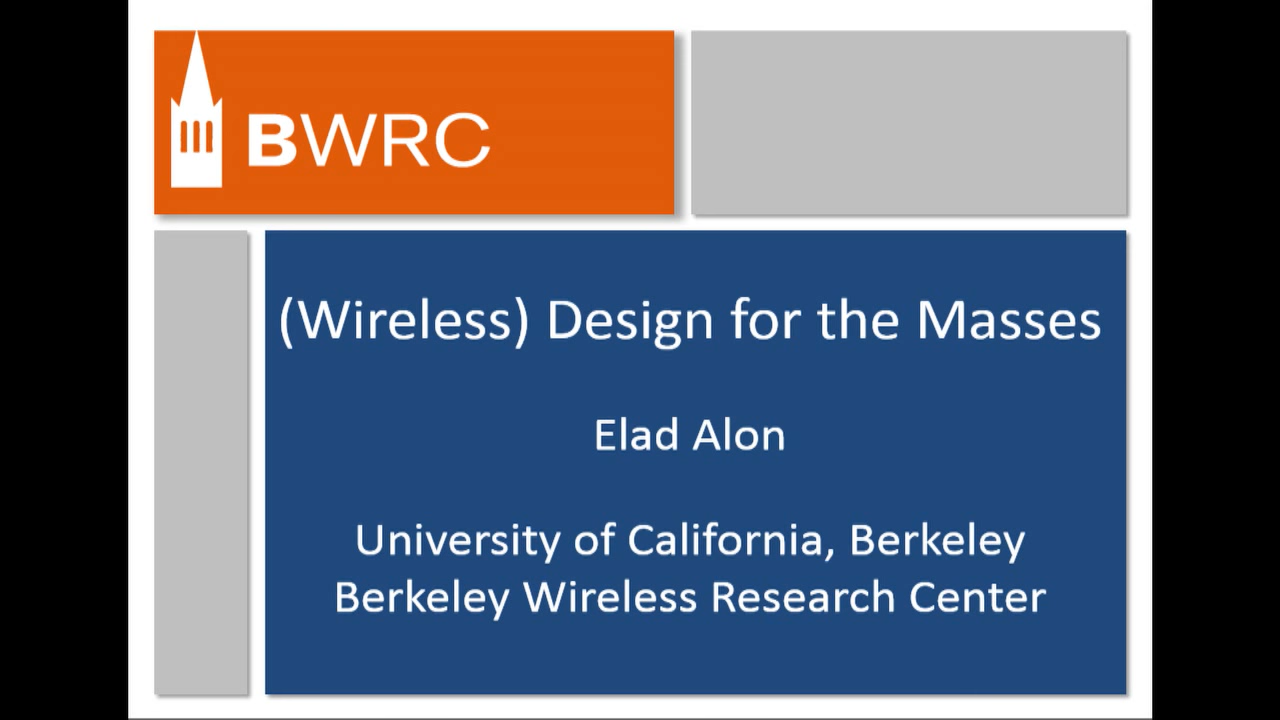 BWRC
(Wireless) Design for the Masses
Elad Alon
University of California, Berkeley
Berkeley Wireless Research Center